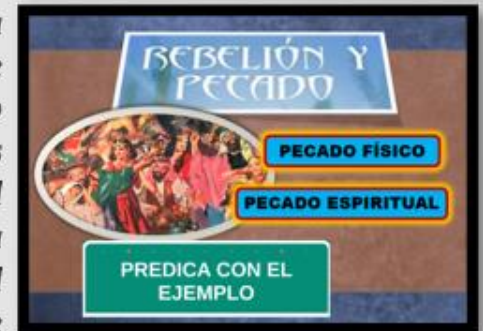 REBELIÓN Y
PECADO
PECADO FÍSICO
PECADO ESPIRITUAL
PREDICA CON EL
EJEMPLO